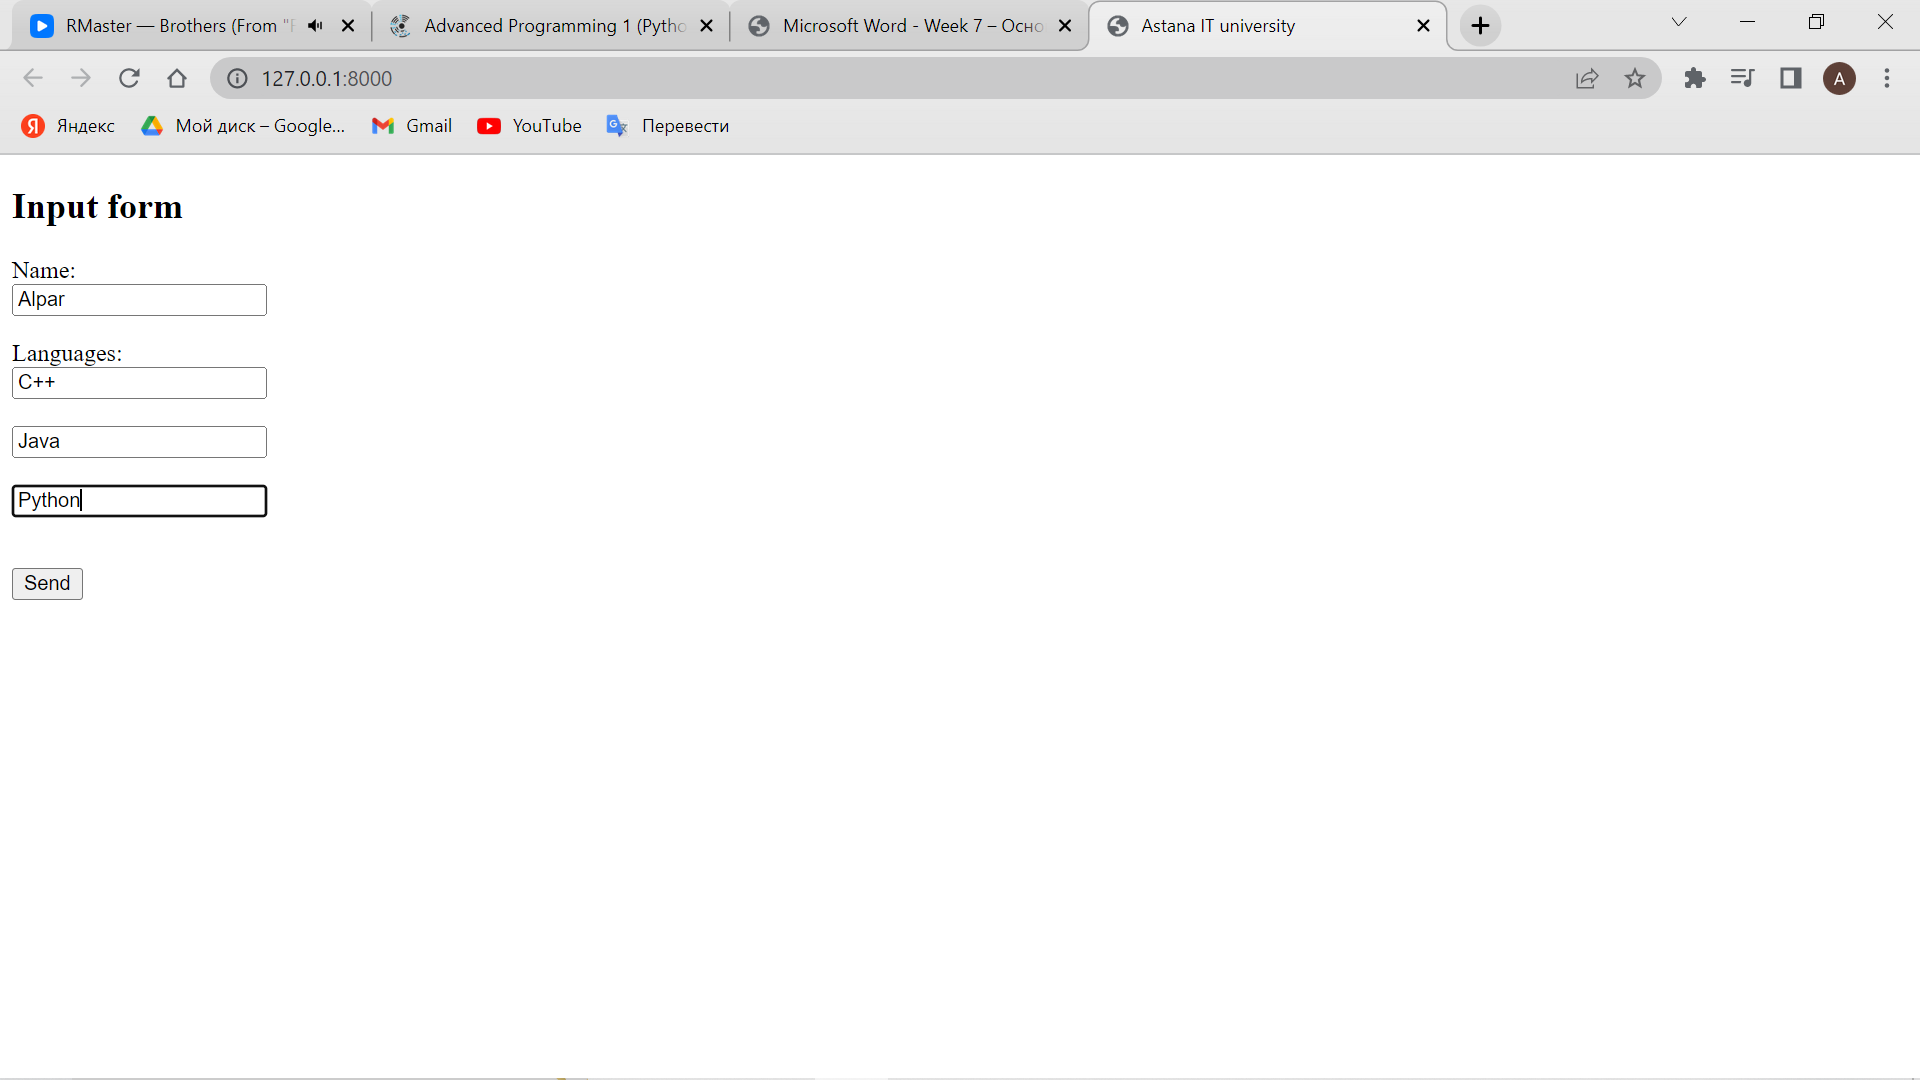 RMaster — Brothers (From "F
Advanced Programming 1 (Pytho
Microsoft Word - Week 7 – Осно
Astana IT university
127.0.0.1:8000
A
Яндекс
Мой диск – Google...
Gmail
YouTube
Перевести
Input form
Name:
Alpar
Languages:
C++
Java
Python
Send